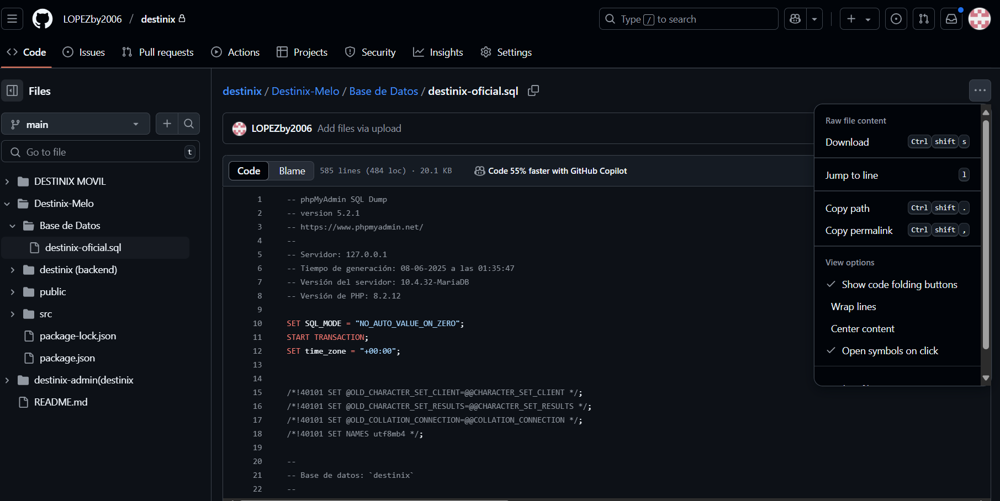 LOPEZby2006 / destinix
Type / to search
Code
Issues
Pull requests
Actions
Projects
Security
Insights
Settings
Files
main
Go to file
t
DESTINIX MOVIL
Destinix-Melo
Base de Datos
destinix-oficial.sql
destinix (backend)
public
src
package-lock.json
package.json
destinix-admin(destinix
README.md
destinix / Destinix-Melo / Base de Datos / destinix-oficial.sql
LOPEZby2006 Add files via upload
Code
Blame
585 lines (484 loc) · 20.1 KB
Code 55% faster with GitHub Copilot
1 -- phpMyAdmin SQL Dump
2 -- version 5.2.1
3 -- https://www.phpmyadmin.net/
4 --
5 -- Servidor: 127.0.0.1
6 -- Tiempo de generación: 08-06-2025 a las 01:35:47
7 -- Versión del servidor: 10.4.32-MariaDB
8 -- Versión de PHP: 8.2.12
9
10 SET SQL_MODE = "NO_AUTO_VALUE_ON_ZERO";
11 START TRANSACTION;
12 SET time_zone = "+00:00";
13
14
15 /*!40101 SET @OLD_CHARACTER_SET_CLIENT=@@CHARACTER_SET_CLIENT */;
16 /*!40101 SET @OLD_CHARACTER_SET_RESULTS=@@CHARACTER_SET_RESULTS */;
17 /*!40101 SET @OLD_COLLATION_CONNECTION=@@COLLATION_CONNECTION */;
18 /*!40101 SET NAMES utf8mb4 */;
19
20 --
21 -- Base de datos: `destinix`
22 --
Raw file content
Download Ctrl shift s
Jump to line l
Copy path Ctrl shift .
Copy permalink Ctrl shift ,
View options
Show code folding buttons
Wrap lines
Center content
Open symbols on click